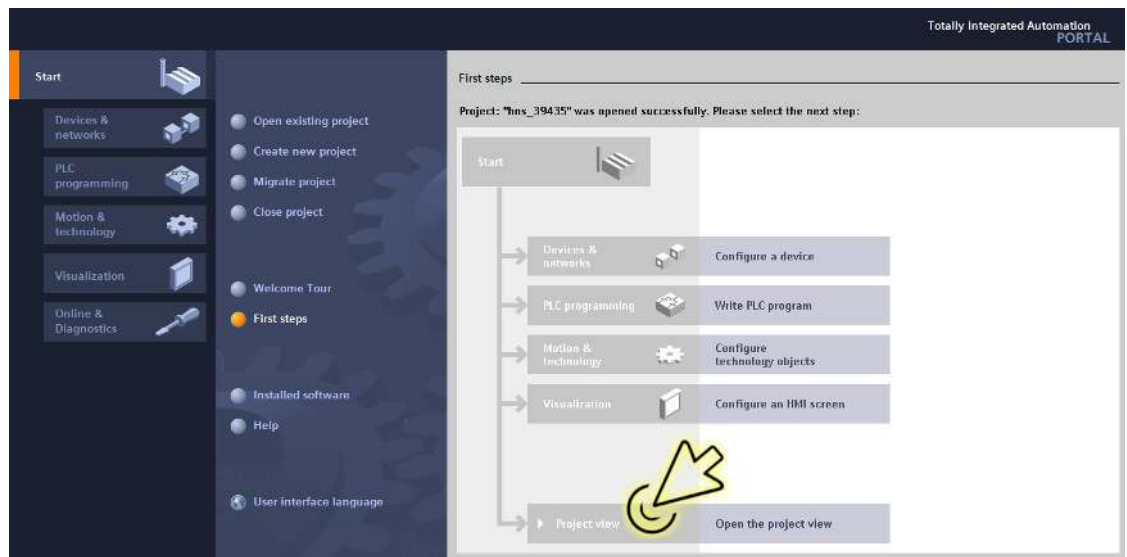 Totally Integrated Automation
PORTAL
Start
Devices &
networks
PLC
programming
Motion &
technology
Visualization
Online &
Diagnostics
Open existing project
Create new project
Migrate project
Close project
Welcome Tour
First steps
Installed software
Help
User interface language
First steps
Project: "hns_39435" was opened successfully. Please select the next step:
Start
Devices &
networks
Configure a device
PLC programming
Write PLC program
Motion &
technology
Configure
technology objects
Visualization
Configure an HMI screen
Project view
Open the project view